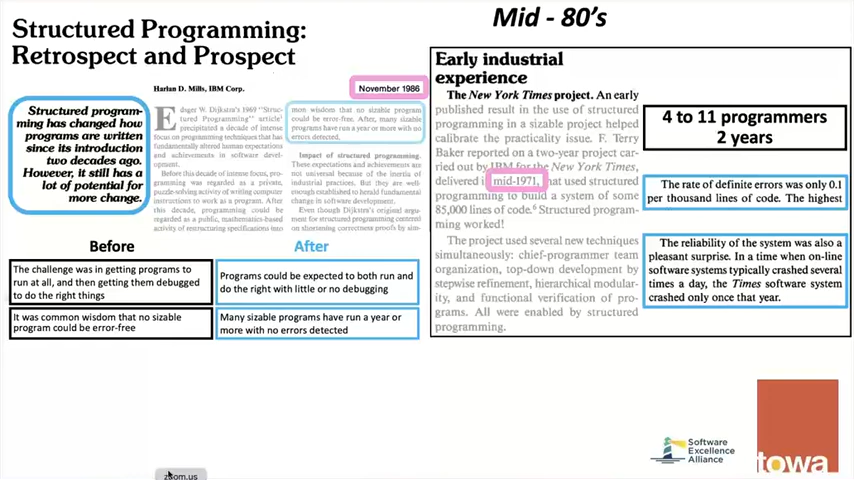 Mid - 80's
Structured Programming:
Retrospect and Prospect
Harlan D. Mills, IBM Corp.
November 1986
Structured program-
ming has changed how
programs are written
since its introduction
two decades ago.
However, it still has a
lot of potential for
more change.
Edsger W. Dijkstra's 1969 "Struc-
tured Programming" article
precipitated a decade of intense
focus on programming techniques that has
fundamentally altered human expectations
and achievements in software devel-
opment.
Before this decade of intense focus, pro-
gramming was regarded as a private,
puzzle-solving activity of writing computer
instructions to work as a program. After
this decade, programming could be
regarded as a public, mathematics-based
activity of restructuring specifications into
mon wisdom that no sizable program
could be error-free. After, many sizable
programs have run a year or more with no
errors detected.
Impact of structured programming.
These expectations and achievements are
not universal because of the inertia of
industrial practices. But they are well-
enough established to herald fundamental
change in software development.
Even though Dijkstra's original argu-
ment for structured programming centered
on shortening correctness proofs by sim-
Before
After
The challenge was in getting programs to
run at all, and then getting them debugged
to do the right things
Programs could be expected to both run and
do the right with little or no debugging
It was common wisdom that no sizable
program could be error-free
Many sizable programs have run a year or
more with no errors detected
Early industrial
experience
The New York Times project. An early
published result in the use of structured
programming in a sizable project helped
calibrate the practicality issue. F. Terry
Baker reported on a two-year project car-
ried out by IBM for the New York Times,
delivered in mid-1971, that used structured
programming to build a system of some
85,000 lines of code.6 Structured program-
ming worked!
The project used several new techniques
simultaneously: chief-programmer team
organization, top-down development by
stepwise refinement, hierarchical modular-
ity, and functional verification of pro-
grams. All were enabled by structured
programming.
4 to 11 programmers
2 years
The rate of definite errors was only 0.1
per thousand lines of code. The highest
The reliability of the system was also a
pleasant surprise. In a time when on-line
software systems typically crashed several
times a day, the Times software system
crashed only once that year.
Software
Excellence
Alliance
towa
zoom.us